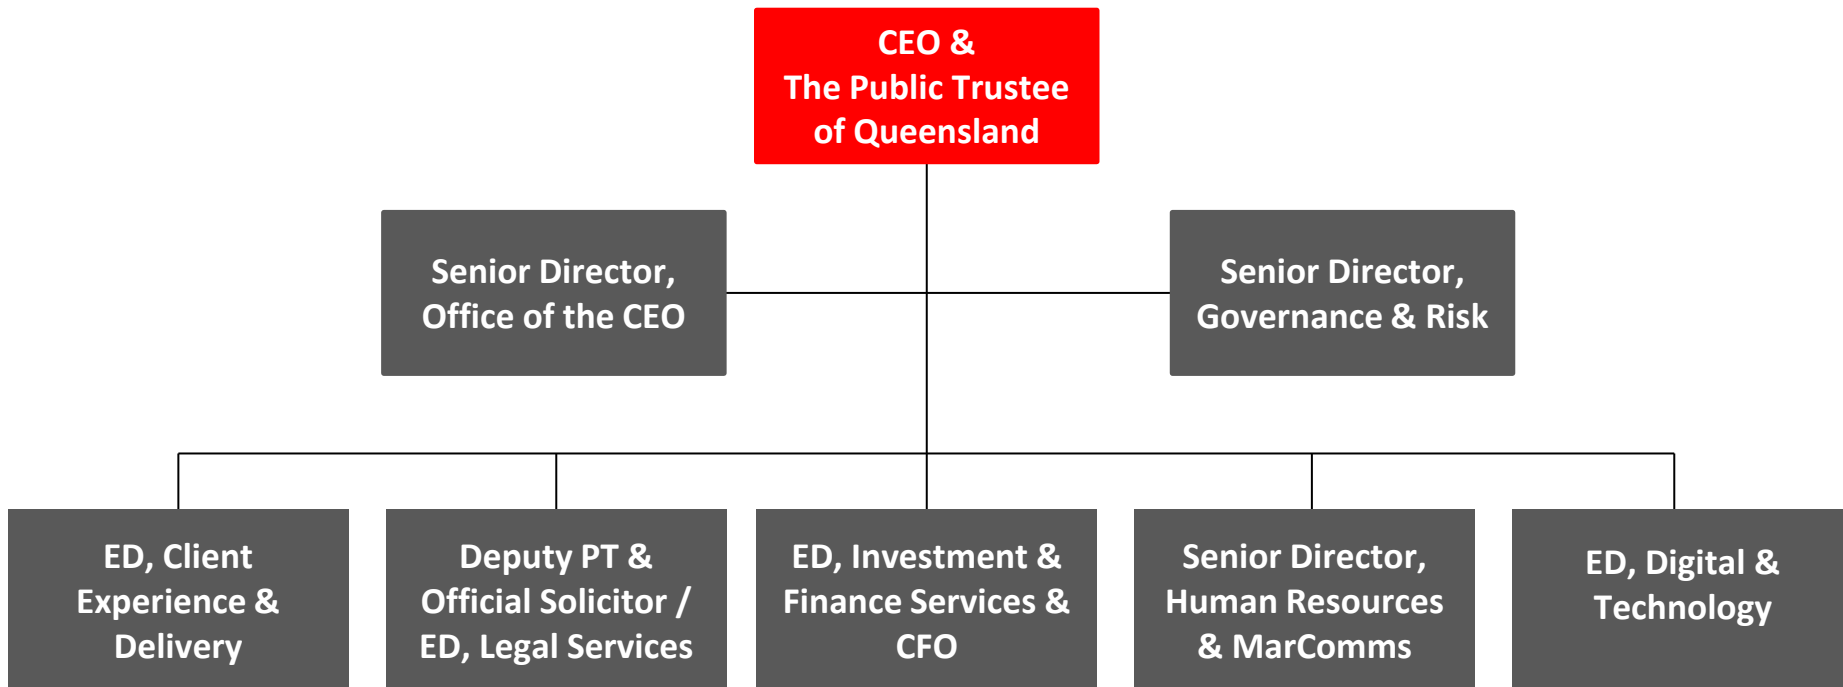 CEO &
The Public Trustee
of Queensland
Senior Director,
Office of the CEO
Senior Director,
Governance & Risk
ED, Client
Experience &
Delivery
Deputy PT &
Official Solicitor /
ED, Legal Services
ED, Investment &
Finance Services &
CFO
Senior Director,
Human Resources
& MarComms
ED, Digital &
Technology